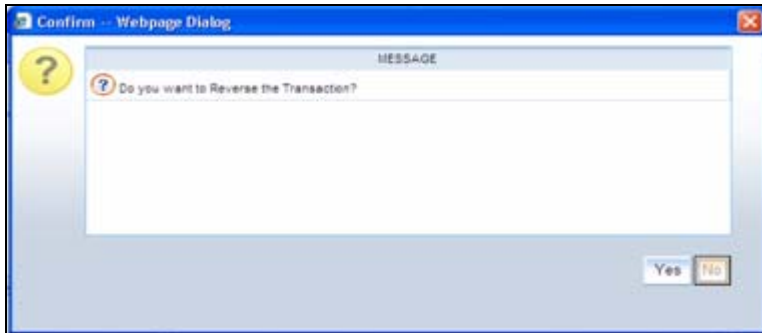 Confirm -- Webpage Dialog
MESSAGE
Do you want to Reverse the Transaction?
Yes No